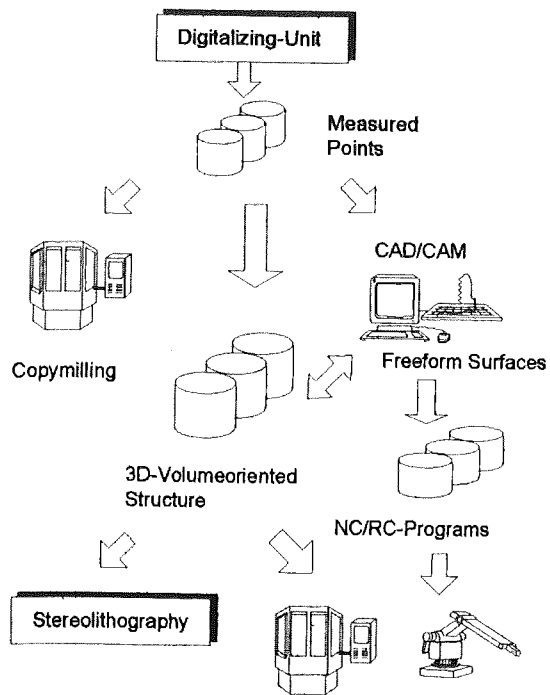 Digitalizing-Unit
Measured
Points
CAD/CAM
Copymilling
Freeform Surfaces
3D-Volumeoriented
Structure
NC/RC-Programs
Stereolithography